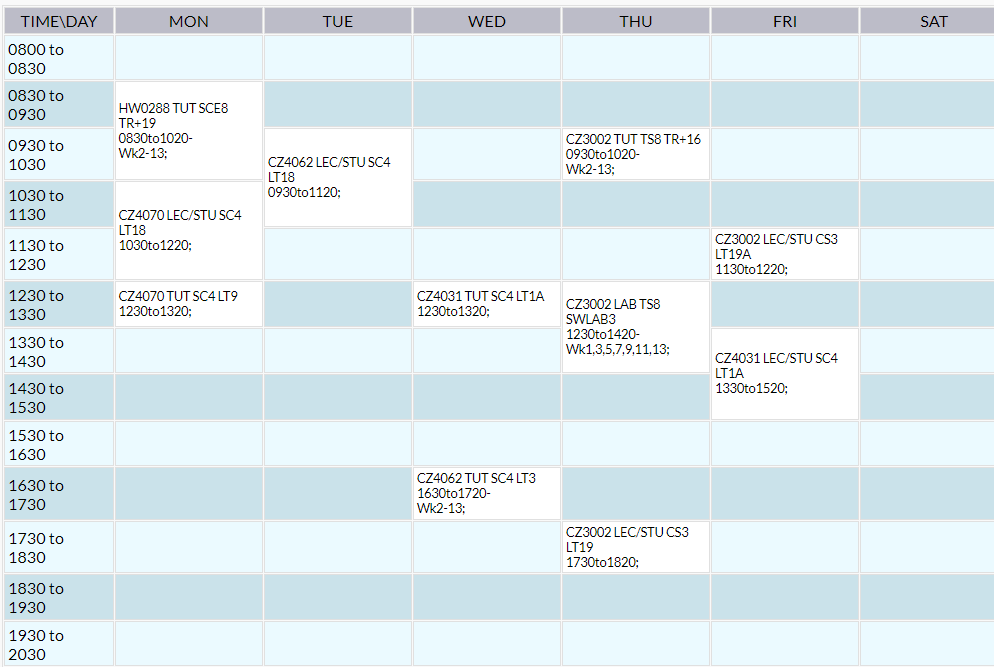 TIME\DAY MON TUE WED THU FRI SAT
0800 to
0830
0830 to
0930
HW0288 TUT SCE8
TR+19
0830to1020-
Wk2-13;
0930 to
1030
CZ4062 LEC/STU SC4
LT18
0930to1120;
CZ3002 TUT TS8 TR+16
0930to1020-
Wk2-13;
1030 to
1130
CZ4070 LEC/STU SC4
LT18
1030to1220;
1130 to
1230
CZ3002 LEC/STU CS3
LT19A
1130to1220;
1230 to
1330
CZ4070 TUT SC4 LT9
1230to1320;
CZ4031 TUT SC4 LT1A
1230to1320;
CZ3002 LAB TS8
SWLAB3
1230to1420-
Wk1,3,5,7,9,11,13;
1330 to
1430
CZ4031 LEC/STU SC4
LT1A
1330to1520;
1430 to
1530
1530 to
1630
1630 to
1730
CZ4062 TUT SC4 LT3
1630to1720-
Wk2-13;
1730 to
1830
CZ3002 LEC/STU CS3
LT19
1730to1820;
1830 to
1930
1930 to
2030